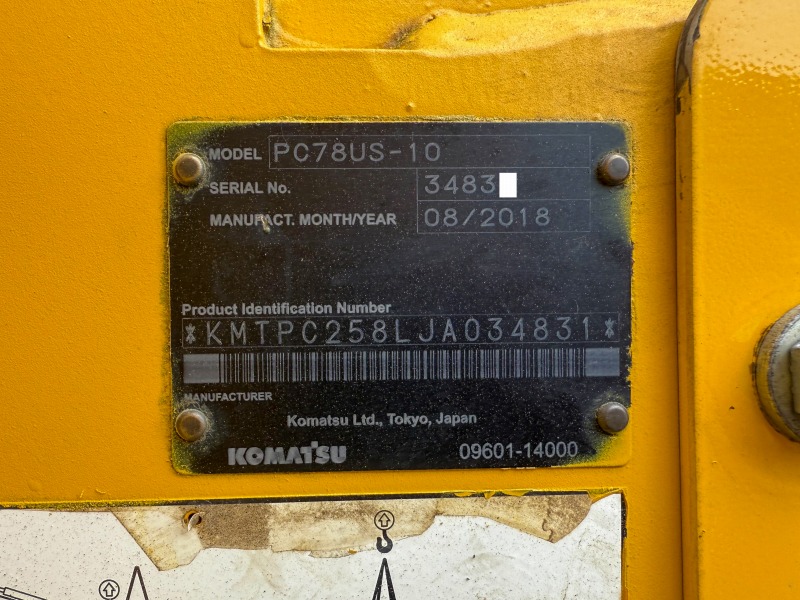 MODEL PC78US-10
SERIAL No. 3483
MANUFACT. MONTH/YEAR 08/2018
Product Identification Number
*KMTPC258LJA034831*
MANUFACTURER
Komatsu Ltd., Tokyo, Japan
KOMATSU 09601-14000